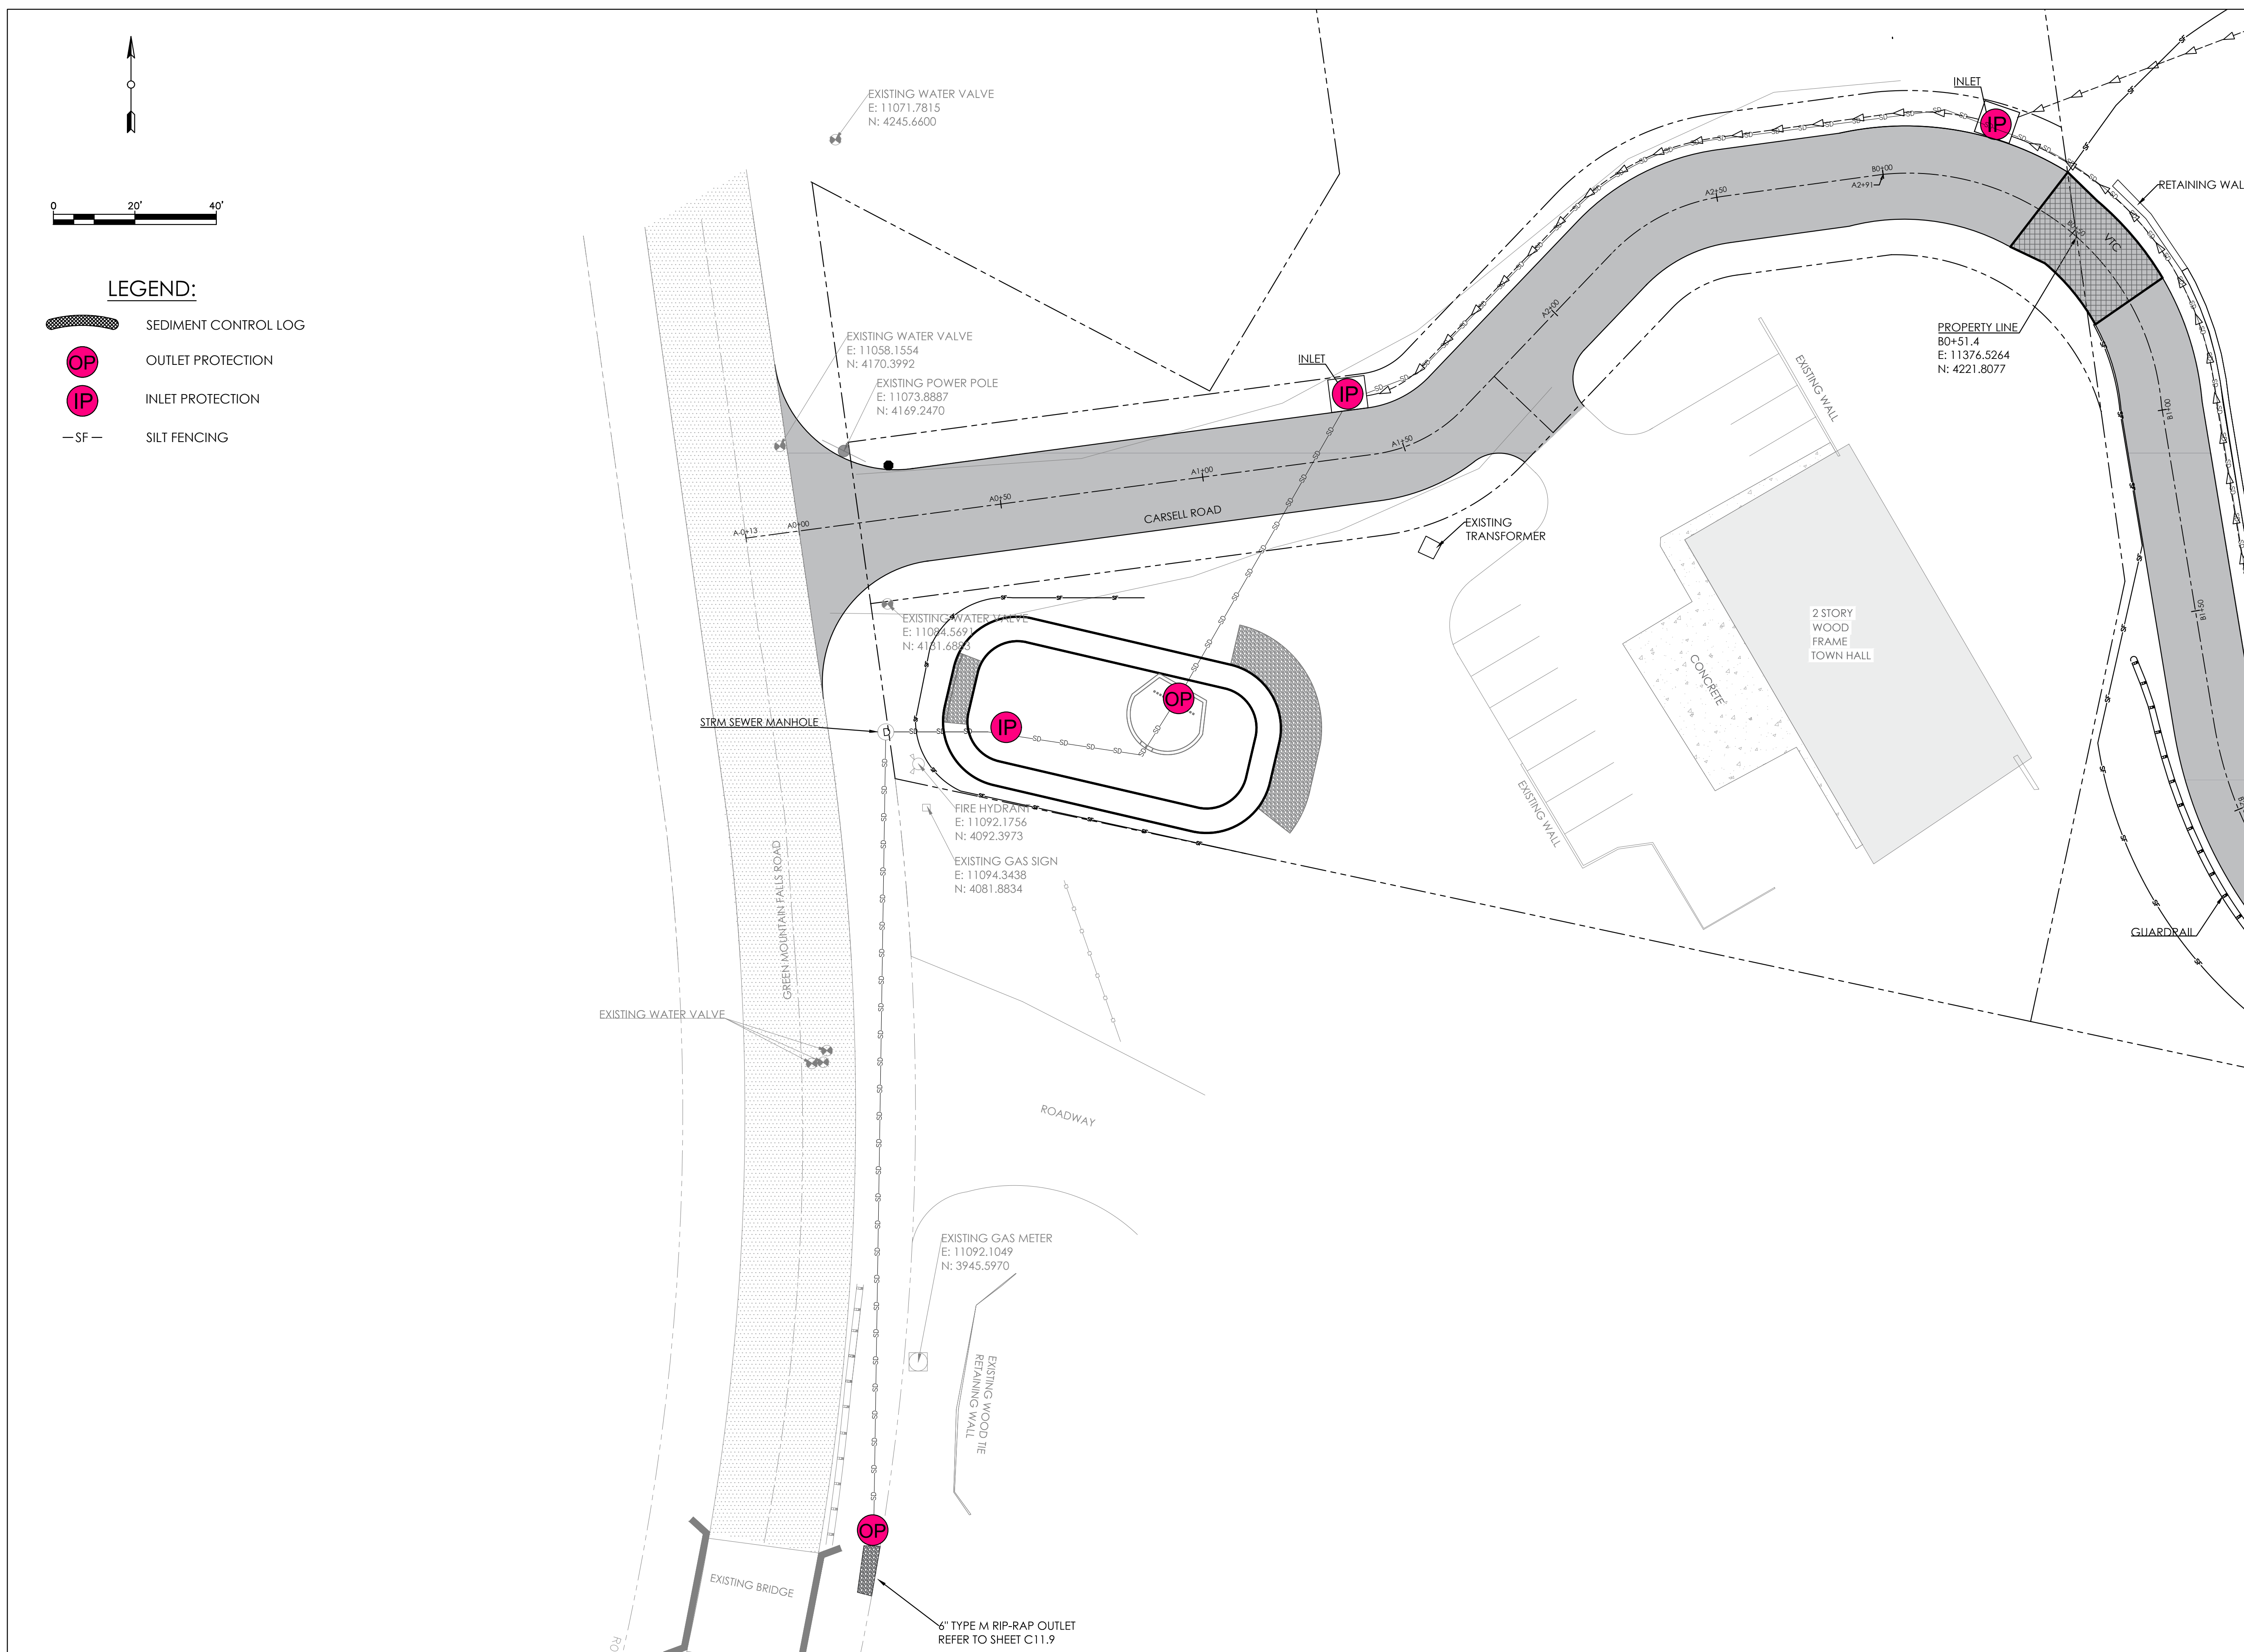 0 20' 40'
LEGEND:
SEDIMENT CONTROL LOG
OP OUTLET PROTECTION
IP INLET PROTECTION
—SF— SILT FENCING
EXISTING WATER VALVE
E: 11071.7815
N: 4245.6600
EXISTING WATER VALVE
E: 11058.1554
N: 4170.3992
EXISTING POWER POLE
E: 11073.8887
N: 4169.2470
INLET
IP
INLET
IP
RETAINING WAL
VTC
PROPERTY LINE
B0+51.4
E: 11376.5264
N: 4221.8077
A-0+13
A0+00
A0+50
A1+00
A1+50
A2+00
A2+50
A2+91
B0+00
B0+50
B1+00
B1+50
CARSELL ROAD
EXISTING
TRANSFORMER
EXISTING WALL
2 STORY
WOOD
FRAME
TOWN HALL
CONCRETE
EXISTING WALL
GUARDRAIL
EXISTING WATER VALVE
E: 11084.5691
N: 4131.6883
OP
IP
STRM SEWER MANHOLE
D
FIRE HYDRANT
E: 11092.1756
N: 4092.3973
EXISTING GAS SIGN
E: 11094.3438
N: 4081.8834
GREEN MOUNTAIN FALLS ROAD
EXISTING WATER VALVE
ROADWAY
EXISTING GAS METER
E: 11092.1049
N: 3945.5970
EXISTING WOOD TIE
RETAINING WALL
OP
EXISTING BRIDGE
6" TYPE M RIP-RAP OUTLET
REFER TO SHEET C11.9
RO
SD
SF